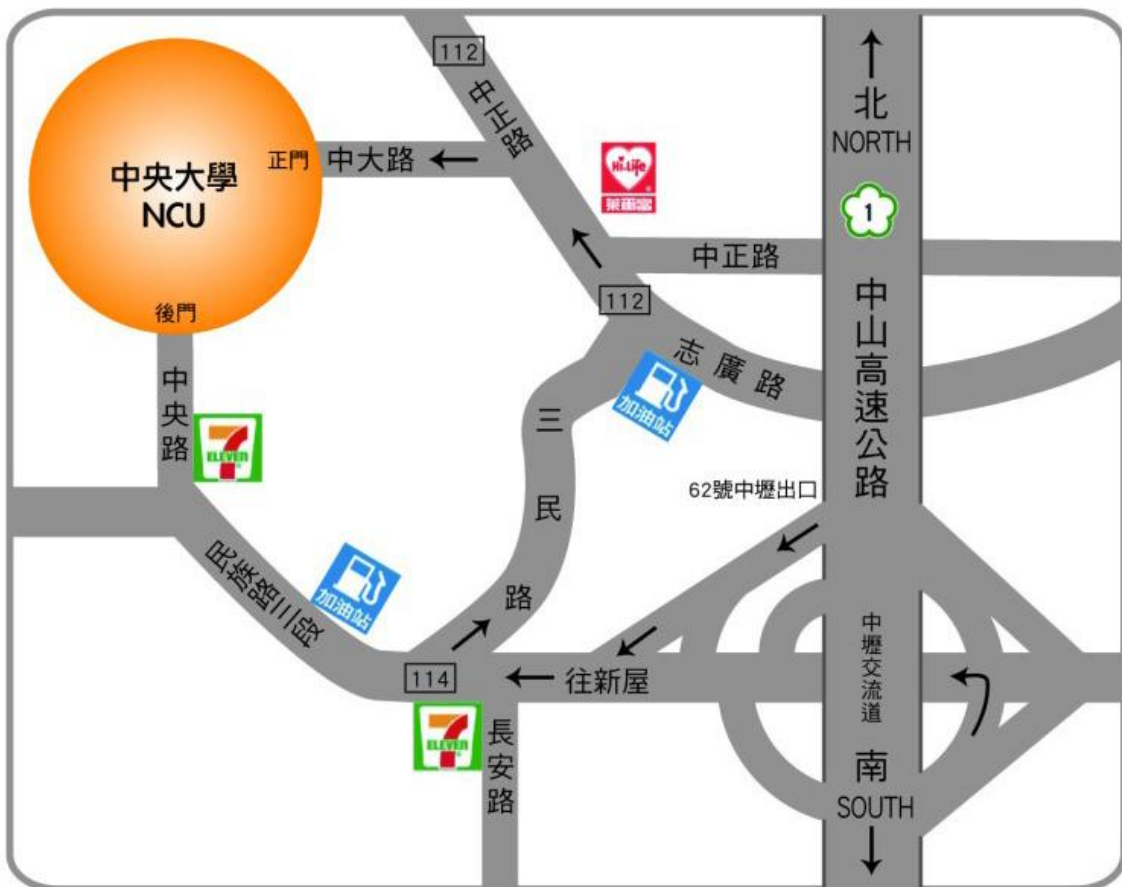 112
中正路
北
NORTH
1
中山高速公路
正門
中大路
中央大學
NCU
後門
Hi-Life
萊爾富
中正路
112
志廣路
加油站
三民路
中央路
7
ELEVEN
62號中壢出口
民族路三段
加油站
中壢交流道
114
往新屋
7
ELEVEN
長安路
南
SOUTH